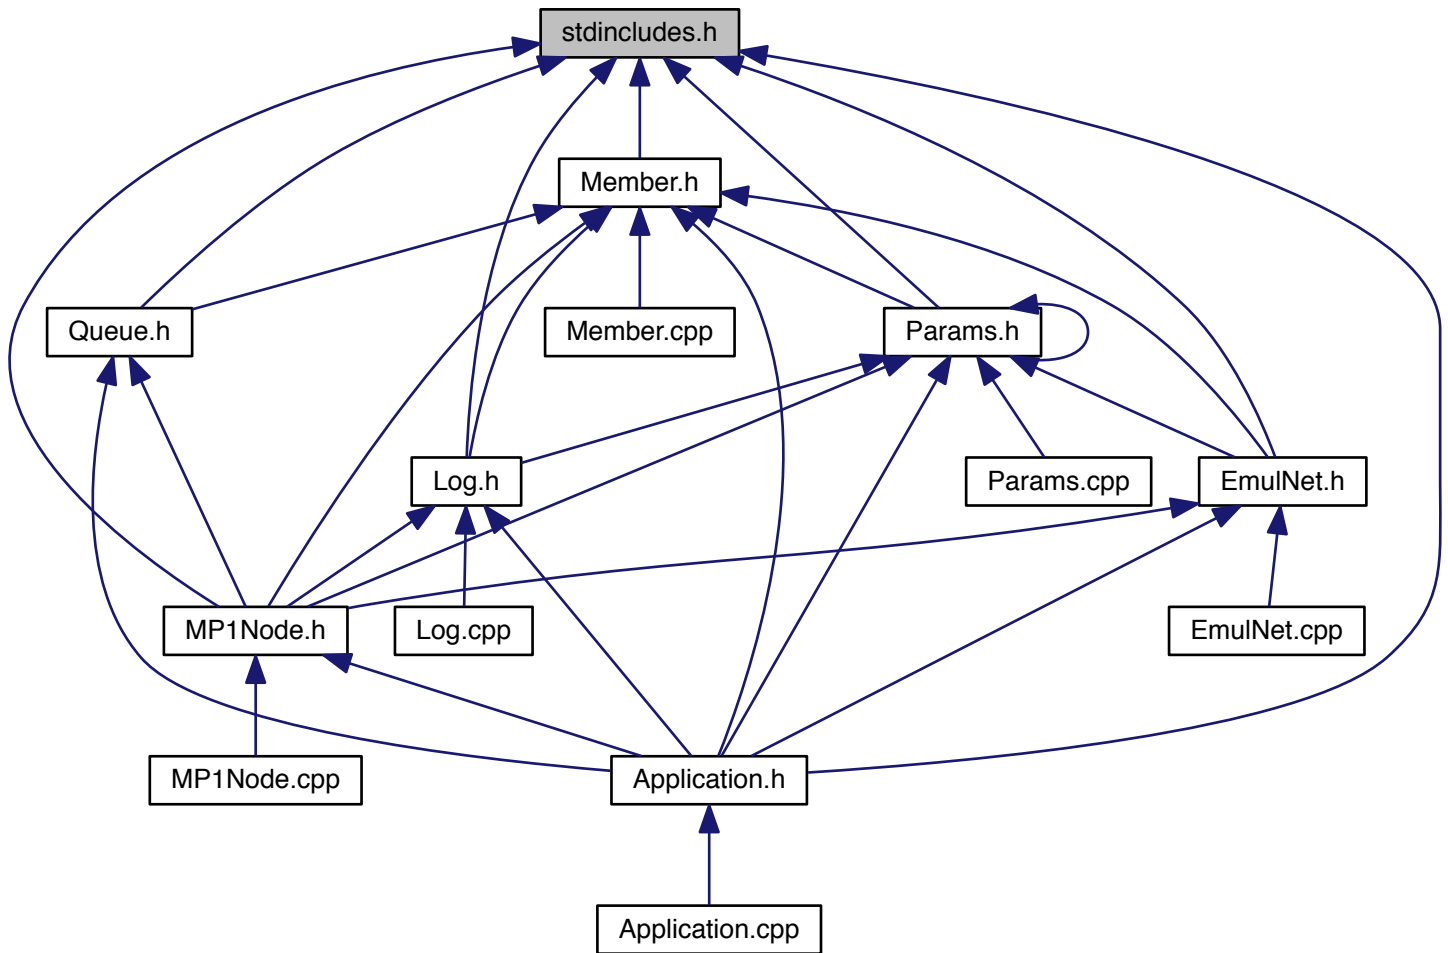 stdincludes.h
Member.h
Queue.h
Member.cpp
Params.h
Log.h
Params.cpp
EmulNet.h
MP1Node.h
Log.cpp
EmulNet.cpp
MP1Node.cpp
Application.h
Application.cpp